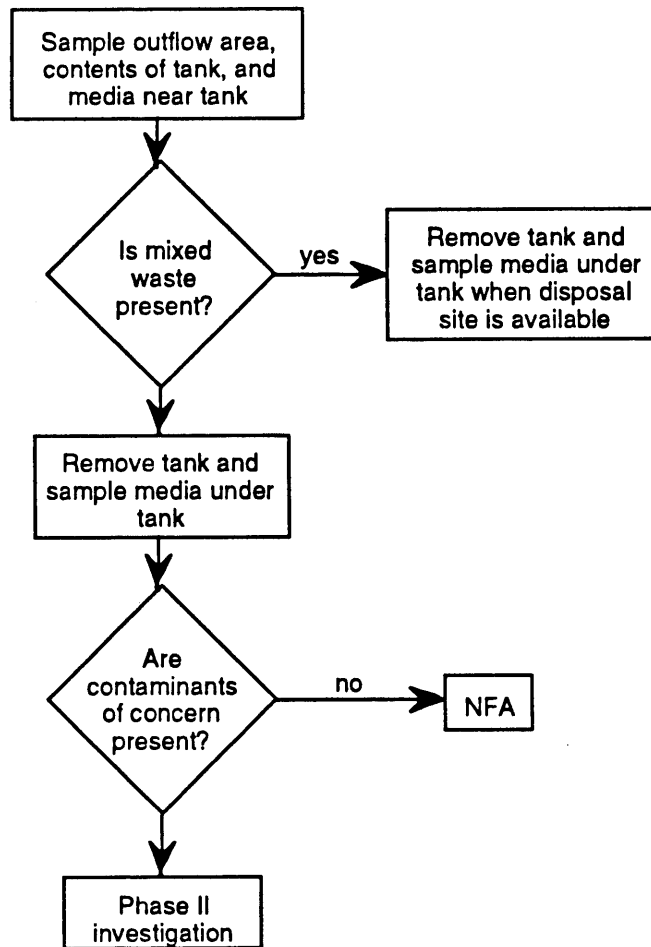 Sample outflow area,
contents of tank, and
media near tank
Is mixed
waste
present?
yes
Remove tank and
sample media under
tank when disposal
site is available
Remove tank and
sample media under
tank
Are
contaminants
of concern
present?
no
NFA
Phase II
investigation